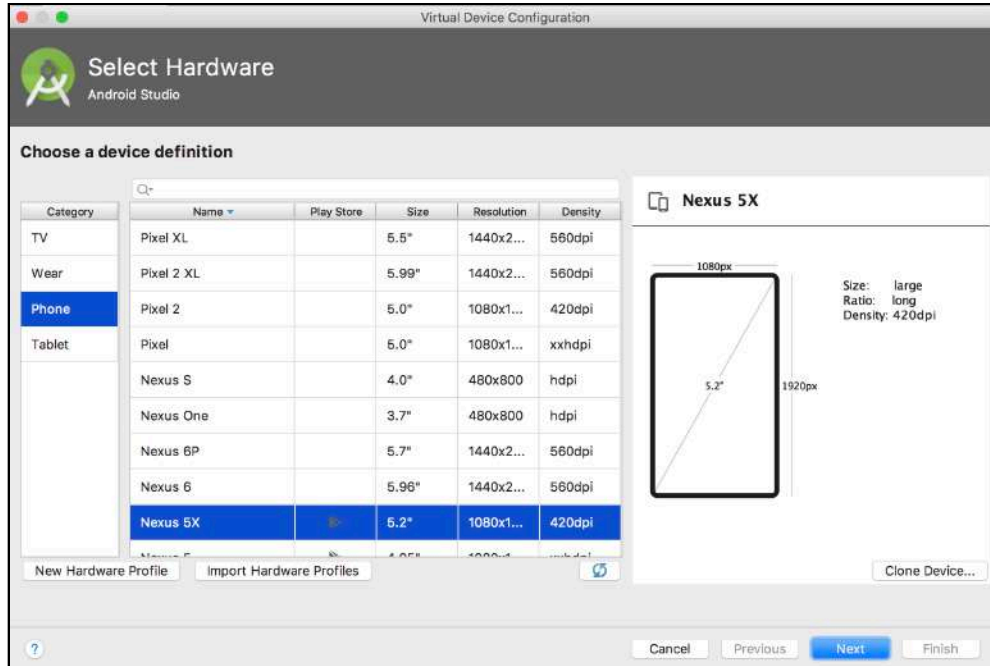 Virtual Device Configuration
Select Hardware
Android Studio
Choose a device definition
Category
Name Play Store Size Resolution Density
TV
Wear
Phone
Tablet
Pixel XL 5.5" 1440x2... 560dpi
Pixel 2 XL 5.99" 1440x2... 560dpi
Pixel 2 5.0" 1080x1... 420dpi
Pixel 5.0" 1080x1... xxhdpi
Nexus S 4.0" 480x800 hdpi
Nexus One 3.7" 480x800 hdpi
Nexus 6P 5.7" 1440x2... 560dpi
Nexus 6 5.96" 1440x2... 560dpi
Nexus 5X 5.2" 1080x1... 420dpi
Nexus 5X
1080px
5.2"
1920px
Size: large
Ratio: long
Density: 420dpi
New Hardware Profile Import Hardware Profiles
Clone Device...
? Cancel Previous Next Finish